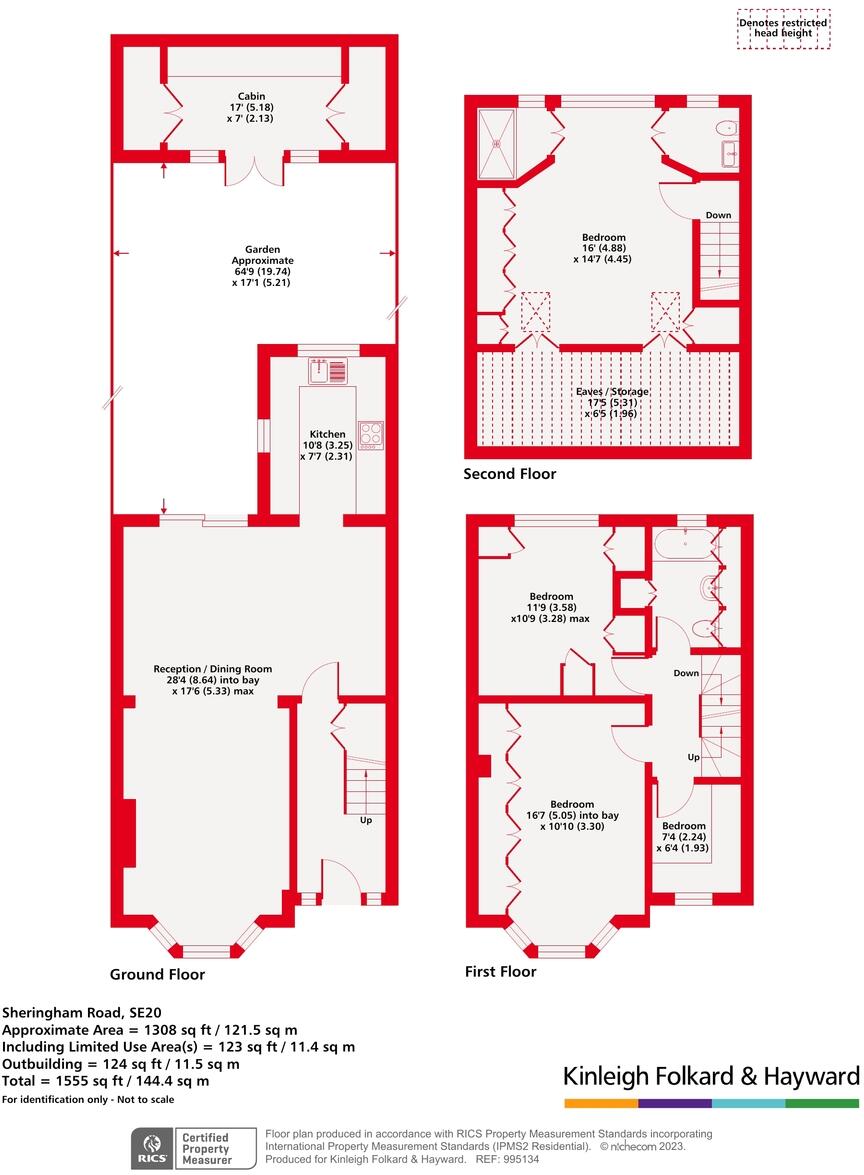 Denotes restricted
head height
Cabin
17' (5.18)
x 7' (2.13)
Garden
Approximate
64'9 (19.74)
x 17'1 (5.21)
Kitchen
10'8 (3.25)
x 7'7 (2.31)
Reception / Dining Room
28'4 (8.64) into bay
x 17'6 (5.33) max
Up
Ground Floor
Bedroom
16' (4.88)
x 14'7 (4.45)
Down
Eaves / Storage
17'5 (5.31)
x 6'5 (1.96)
Second Floor
Bedroom
11'9 (3.58)
x10'9 (3.28) max
Down
Up
Bedroom
16'7 (5.05) into bay
x 10'10 (3.30)
Bedroom
7'4 (2.24)
x 6'4 (1.93)
First Floor
Sheringham Road, SE20
Approximate Area = 1308 sq ft / 121.5 sq m
Including Limited Use Area(s) = 123 sq ft / 11.4 sq m
Outbuilding = 124 sq ft / 11.5 sq m
Total = 1555 sq ft / 144.4 sq m
For identification only - Not to scale
Kinleigh Folkard & Hayward
RICS
Certified
Property
Measurer
Floor plan produced in accordance with RICS Property Measurement Standards incorporating
International Property Measurement Standards (IPMS2 Residential). © nichecom 2023.
Produced for Kinleigh Folkard & Hayward. REF: 995134